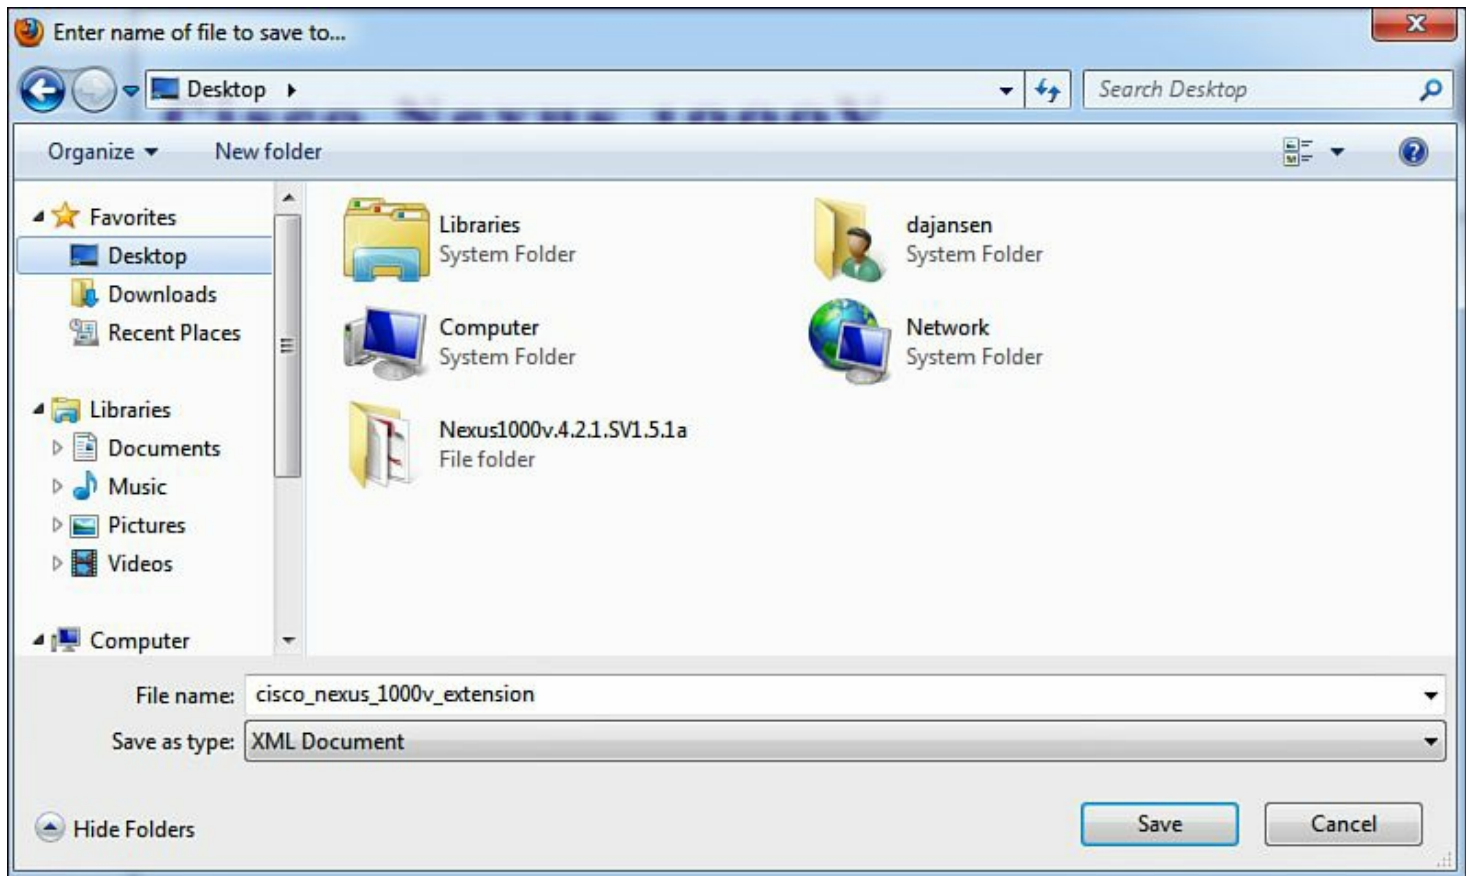 Enter name of file to save to...
Desktop
Search Desktop
Cisco Nexus 1000V
Organize
New folder
Favorites
Desktop
Downloads
Recent Places
Libraries
Documents
Music
Pictures
Videos
Computer
Libraries
System Folder
dajansen
System Folder
Computer
System Folder
Network
System Folder
Nexus1000v.4.2.1.SV1.5.1a
File folder
File name: cisco_nexus_1000v_extension
Save as type: XML Document
Hide Folders
Save
Cancel